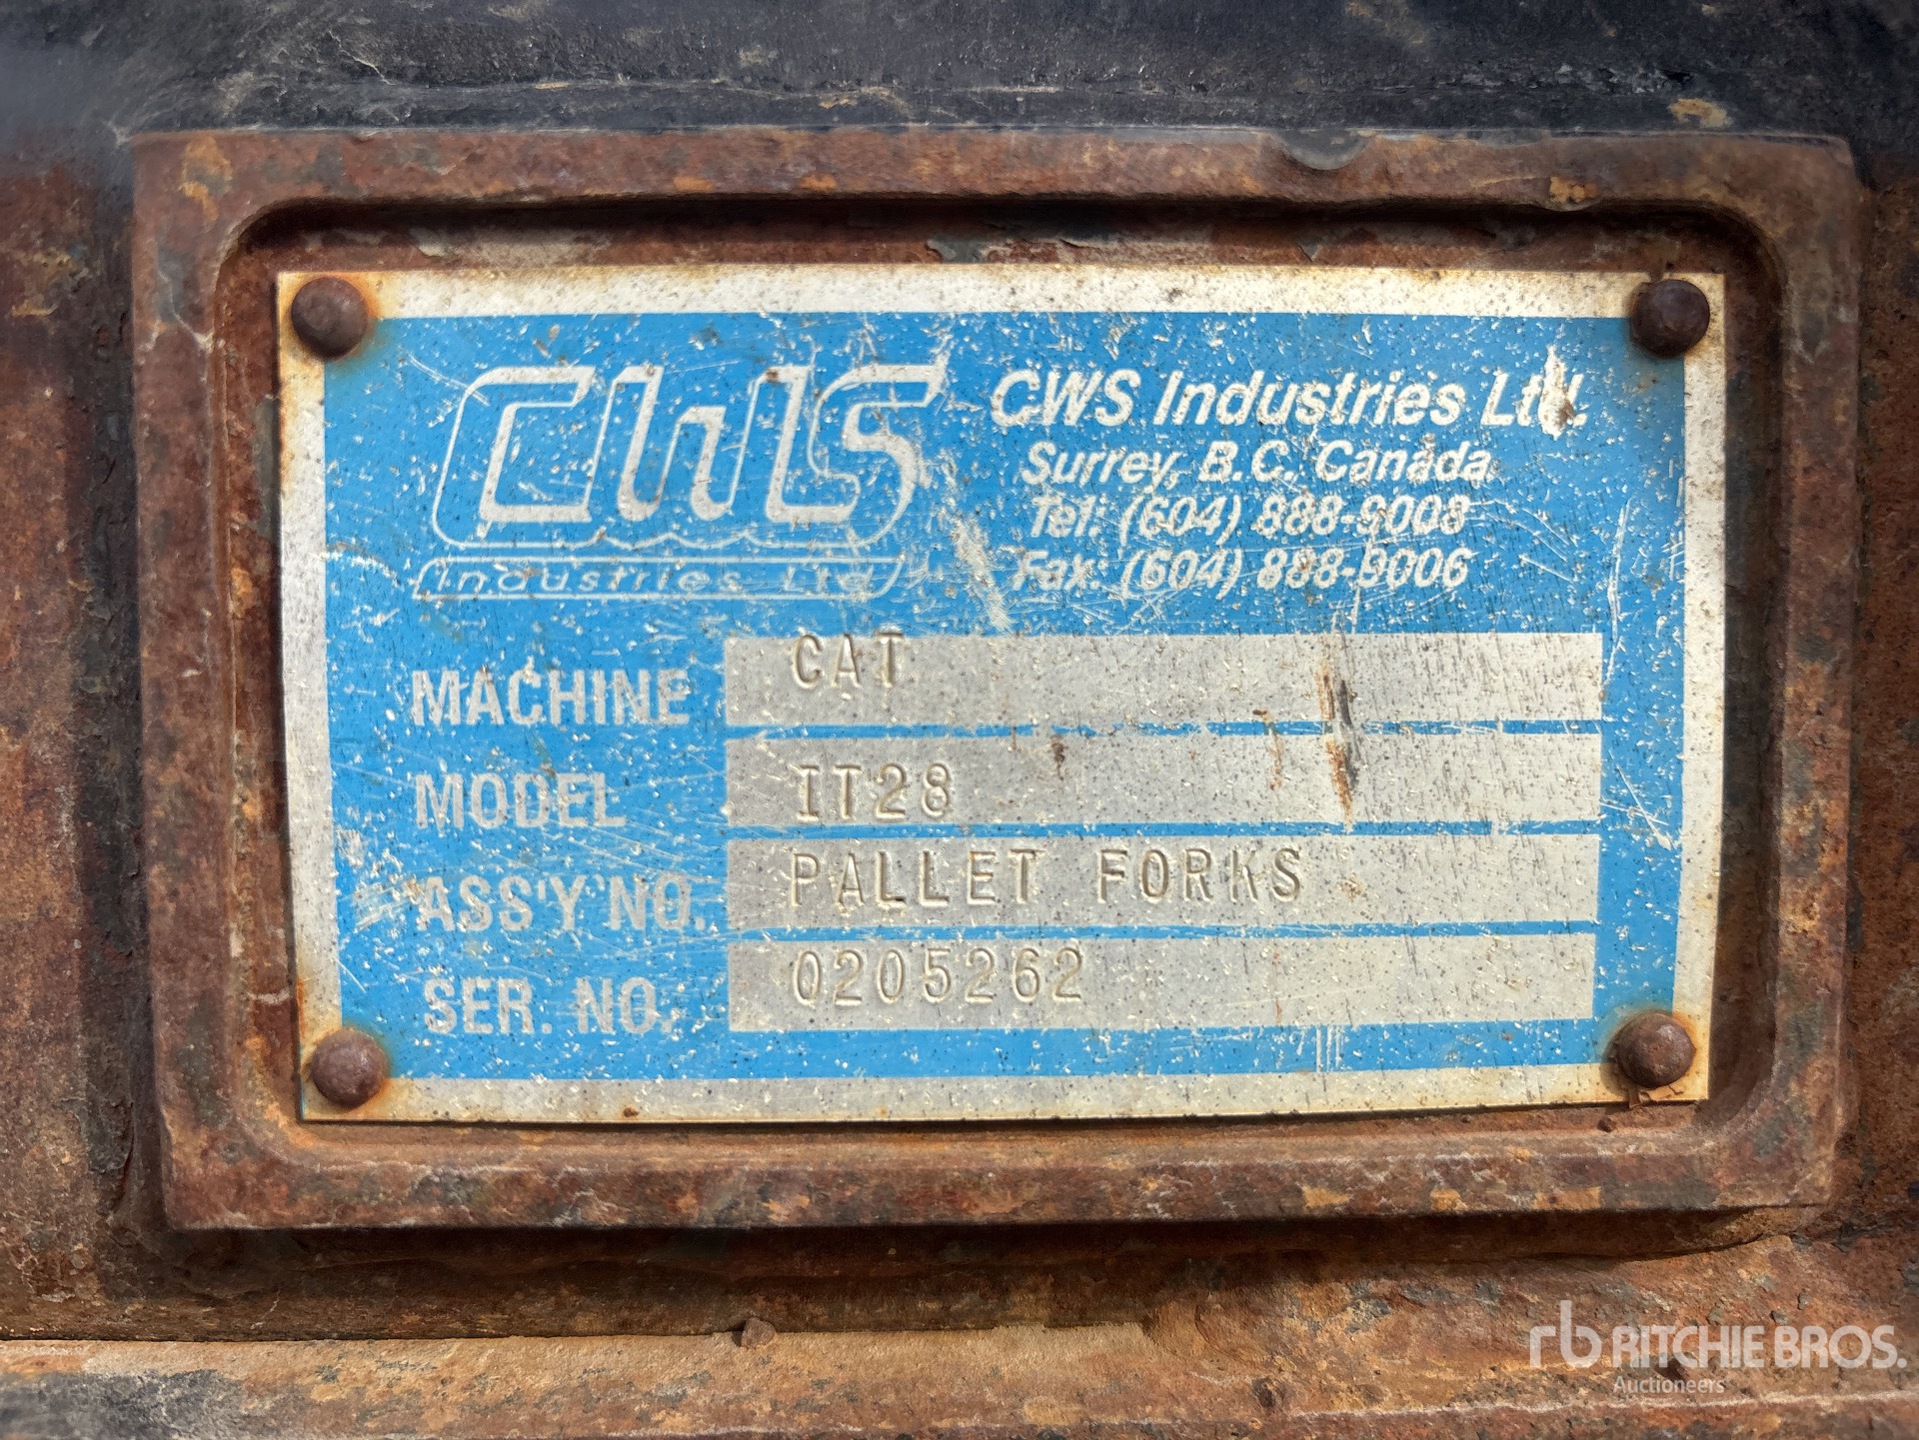 CWS
Industries Ltd
CWS Industries Ltd.
Surrey, B.C. Canada
Tel: (604) 888-9008
Fax: (604) 888-9006
MACHINE CAT
MODEL IT28
ASS'Y NO. PALLET FORKS
SER. NO. 0205262
rb RITCHIE BROS.
Auctioneers